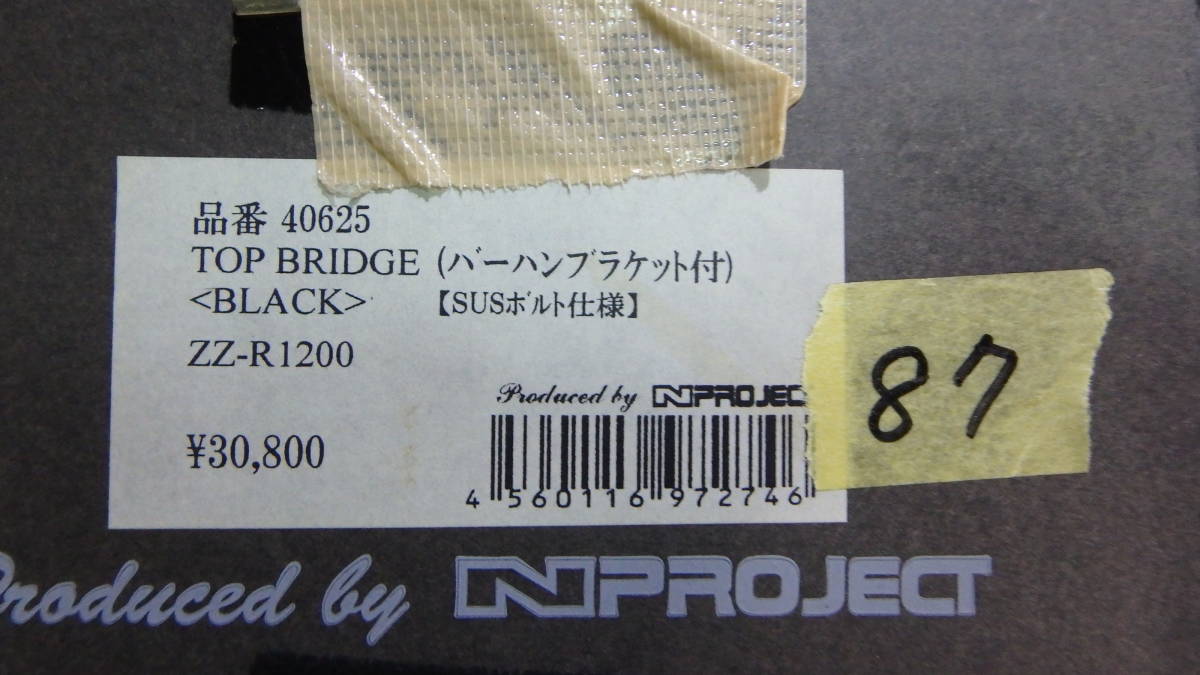 品番 40625
TOP BRIDGE (バーハンブラケット付)
<BLACK> 【SUSボルト仕様】
ZZ-R1200
Produced by NPROJEC
¥30,800
4 560116 972746
87
Produced by NPROJECT